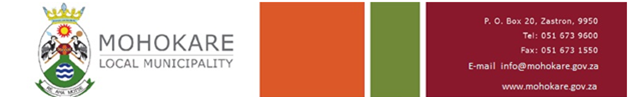 MOHOKARE
LOCAL MUNICIPALITY
P. O. Box 20, Zastron, 9950
Tel: 051 673 9600
Fax: 051 673 1550
E-mail info@mohokare.gov.za
www.mohokare.gov.za